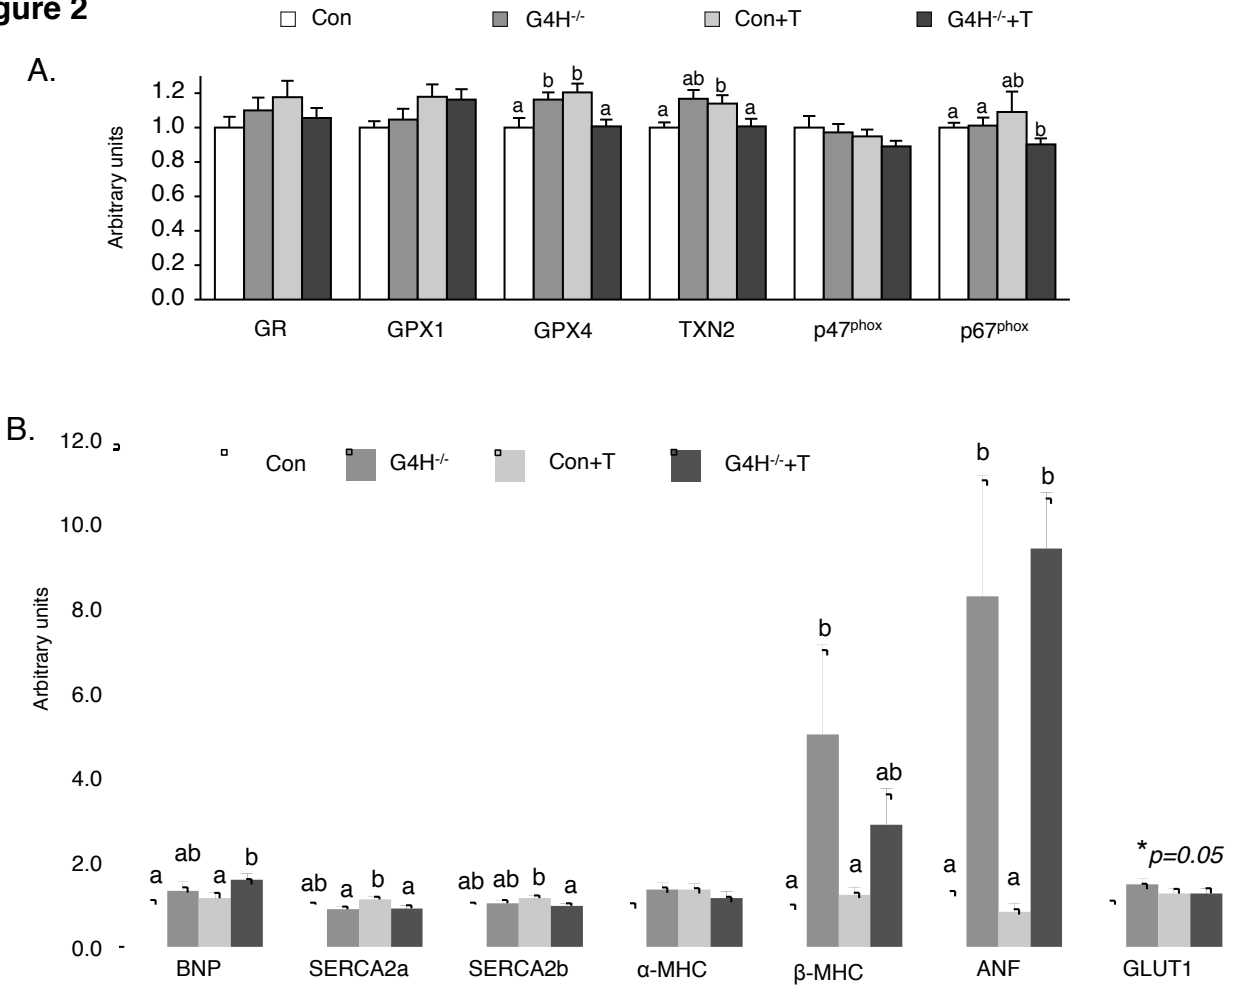 gure 2
Con G4H-/- Con+T G4H-/-+T
A.
Arbitrary units
1.2
1.0
0.8
0.6
0.4
0.2
0.0
a b b a
a ab b a
a a ab b
GR GPX1 GPX4 TXN2 p47phox p67phox
B.
Con G4H-/- Con+T G4H-/-+T
Arbitrary units
12.0
10.0
8.0
6.0
4.0
2.0
0.0
a ab a b
ab a b a
ab ab b a
a b a ab
a b a b
*p=0.05
BNP SERCA2a SERCA2b α-MHC β-MHC ANF GLUT1